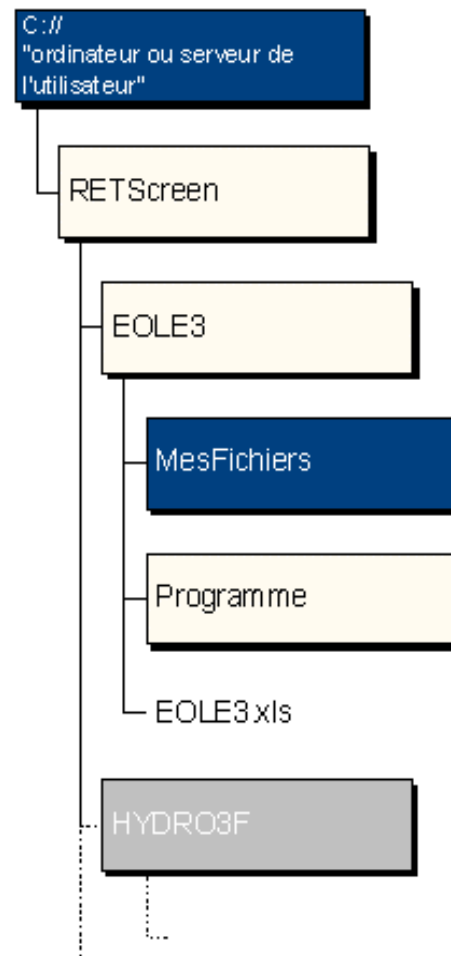 C://
"ordinateur ou serveur de
l'utilisateur"
RETScreen
EOLE3
MesFichiers
Programme
EOLE3.xls
HYDRO3F